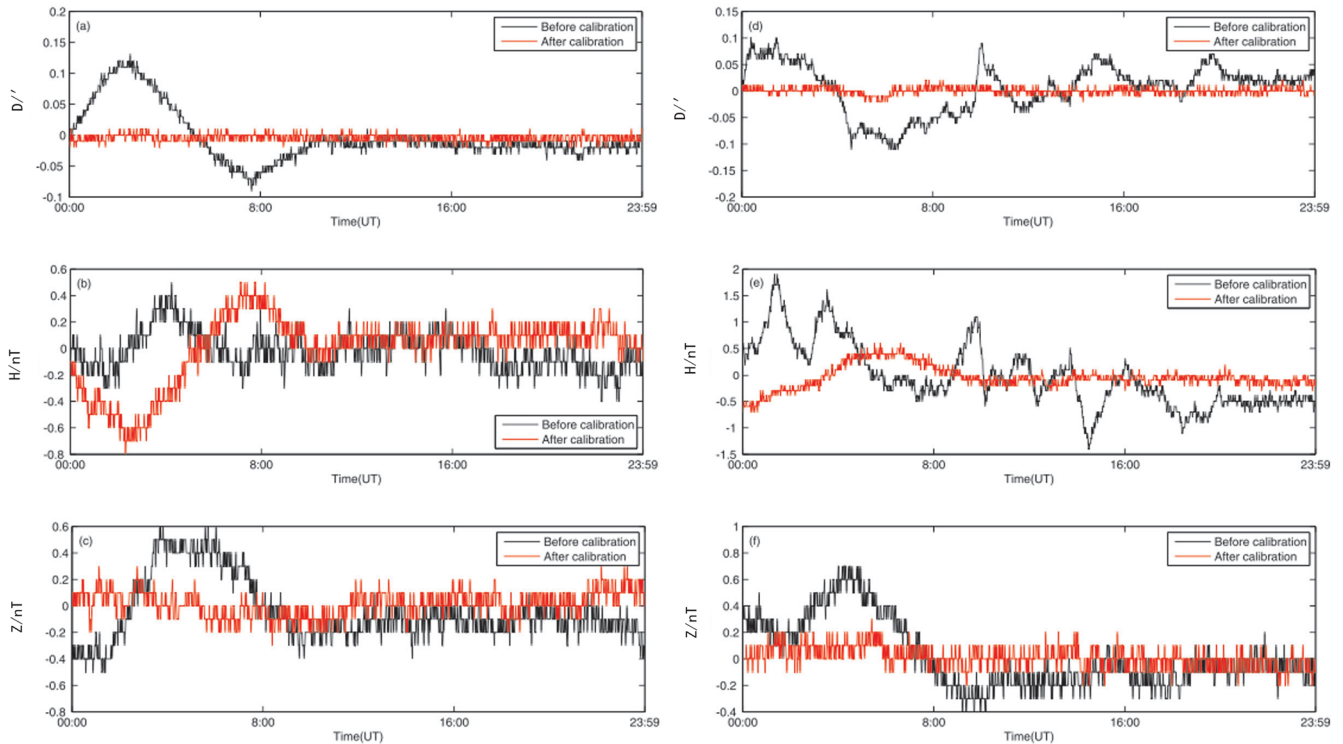 (a)
Before calibration
After calibration
0.2
0.15
0.1
0.05
0
-0.05
-0.1
D/′′
00:00 8:00 16:00 23:59
Time(UT)
(d)
Before calibration
After calibration
0.15
0.1
0.05
0
-0.05
-0.1
-0.15
-0.2
D/′′
00:00 8:00 16:00 23:59
Time(UT)
(b)
Before calibration
After calibration
0.6
0.4
0.2
0
-0.2
-0.4
-0.6
-0.8
H/nT
00:00 8:00 16:00 23:59
Time(UT)
(e)
Before calibration
After calibration
2
1.5
1
0.5
0
-0.5
-1
-1.5
H/nT
00:00 8:00 16:00 23:59
Time(UT)
(c)
Before calibration
After calibration
0.6
0.4
0.2
0
-0.2
-0.4
-0.6
-0.8
Z/nT
00:00 8:00 16:00 23:59
Time(UT)
(f)
Before calibration
After calibration
1
0.8
0.6
0.4
0.2
0
-0.2
-0.4
Z/nT
00:00 8:00 16:00 23:59
Time(UT)